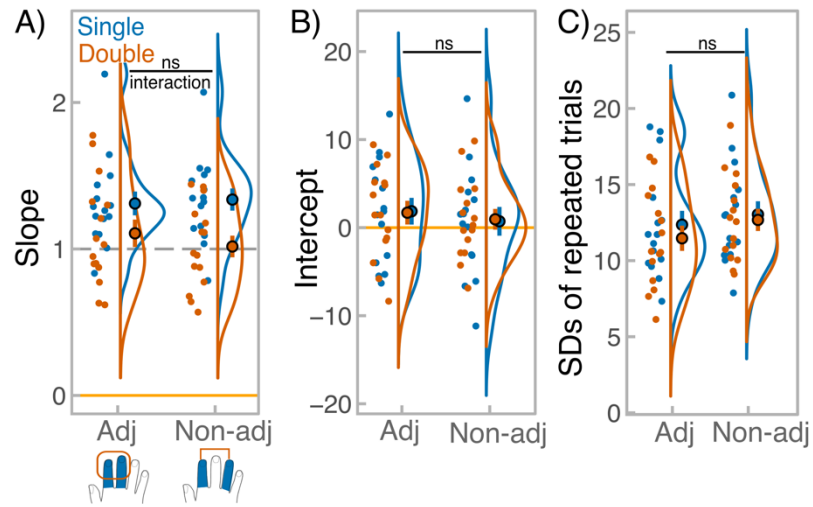 A)
Single
Double
ns
interaction
Slope
2
1
0
Adj
Non-adj
B)
ns
Intercept
20
10
0
−10
−20
Adj
Non-adj
C)
ns
SDs of repeated trials
25
20
15
10
5
0
Adj
Non-adj